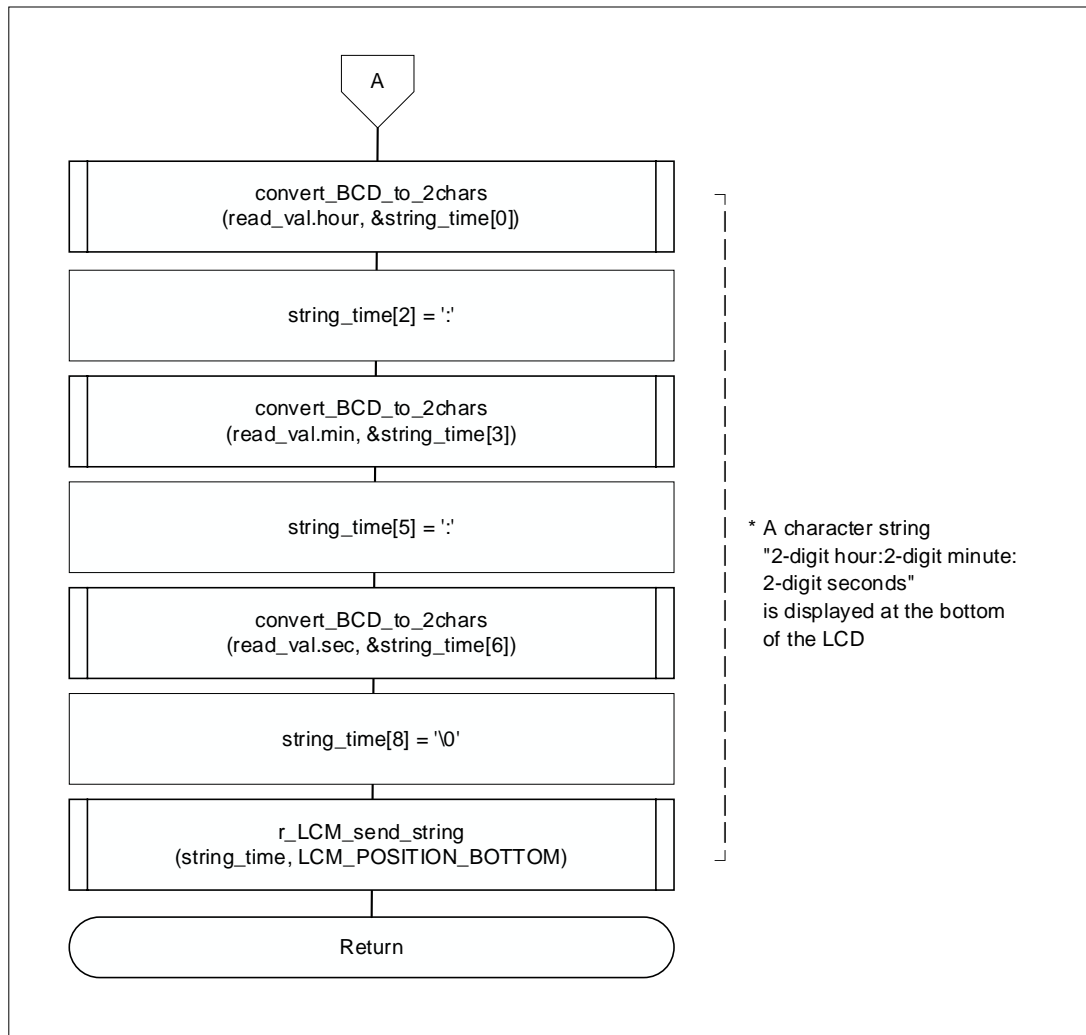 A
convert_BCD_to_2chars
(read_val.hour, &string_time[0])
string_time[2] = ':'
convert_BCD_to_2chars
(read_val.min, &string_time[3])
string_time[5] = ':'
convert_BCD_to_2chars
(read_val.sec, &string_time[6])
string_time[8] = '\0'
r_LCM_send_string
(string_time, LCM_POSITION_BOTTOM)
Return
* A character string
"2-digit hour:2-digit minute:
2-digit seconds"
is displayed at the bottom
of the LCD